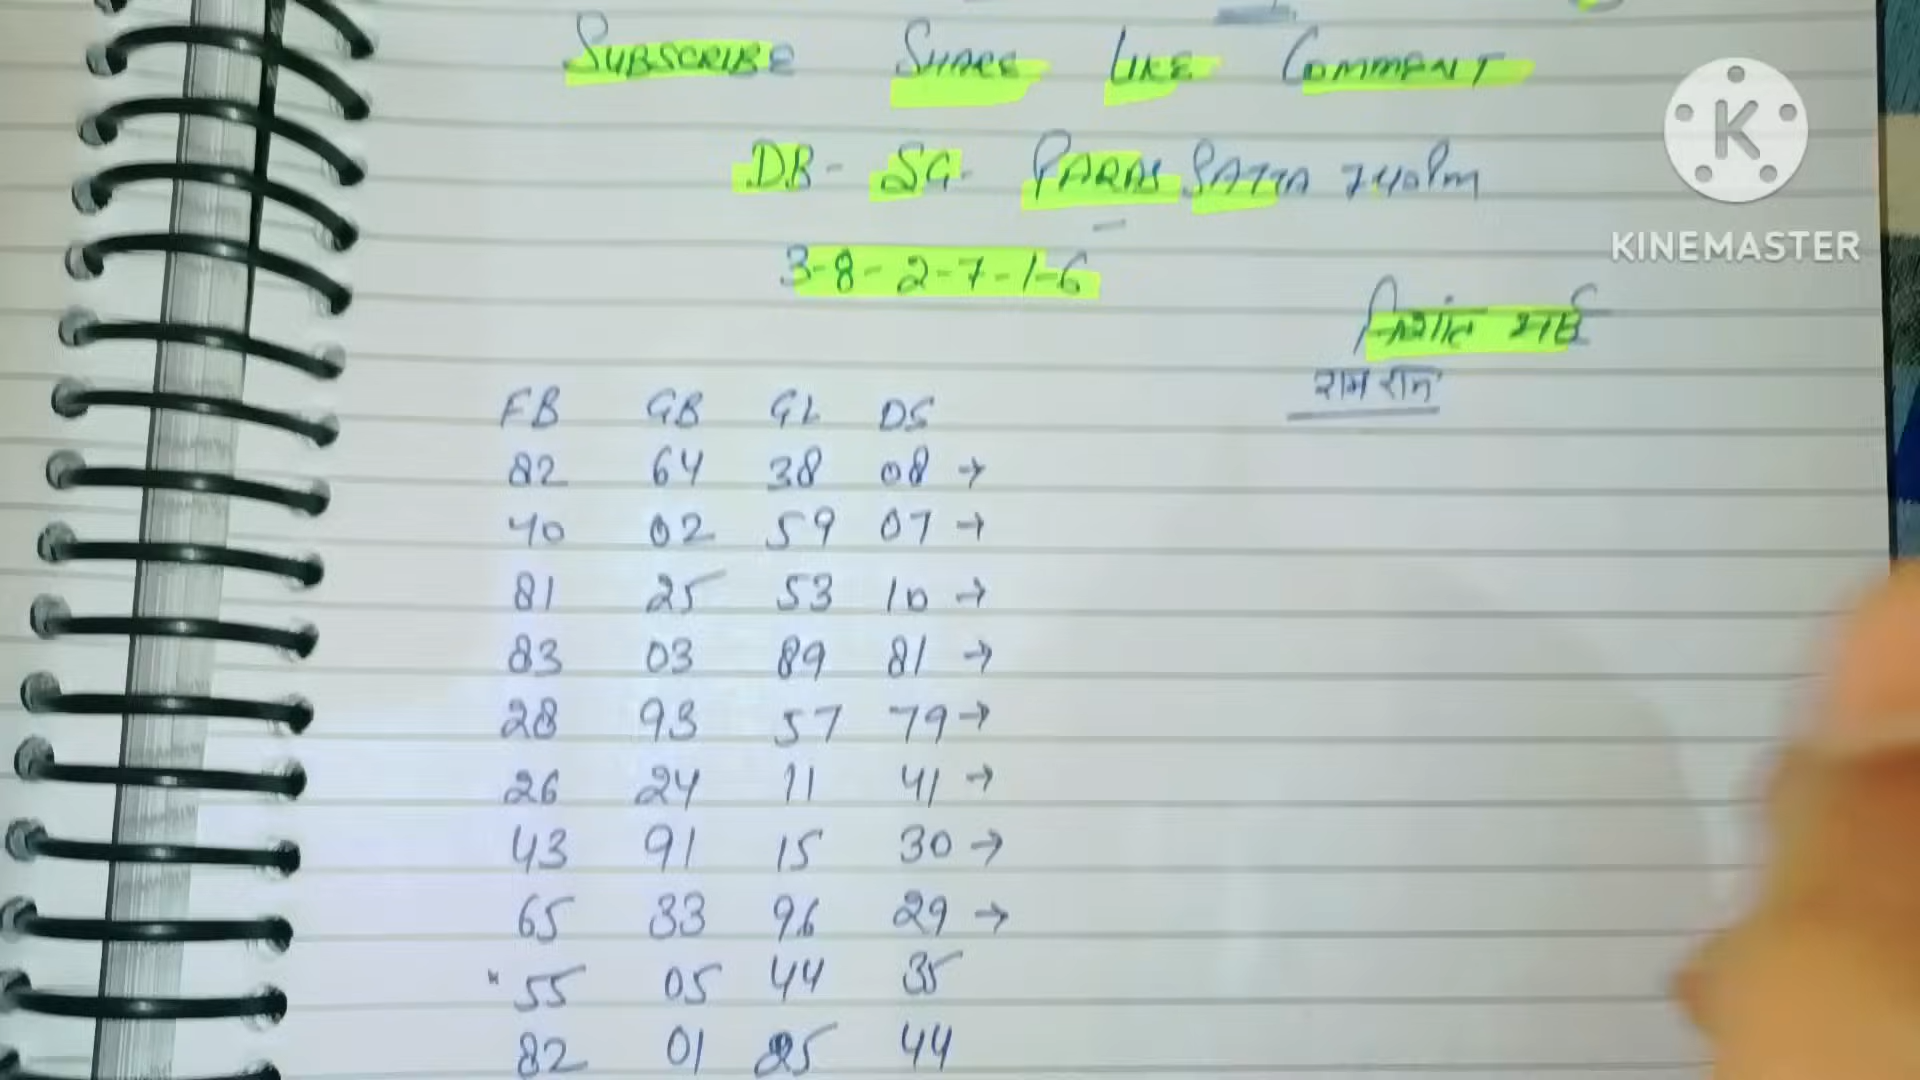 SUBSCRIBE SHARE LIKE COMMENT
DB- SG- PARAS SATTA 740Pm
3-8-2-7-1-6
भाई
राम राम
FB GB GL DS
82 64 38 08 →
40 02 59 07 →
81 25 53 10 →
83 03 89 81 →
28 93 57 79 →
26 24 11 41 →
43 91 15 30 →
65 33 96 29 →
55 05 44 35
82 01 25 44
K
KINEMASTER